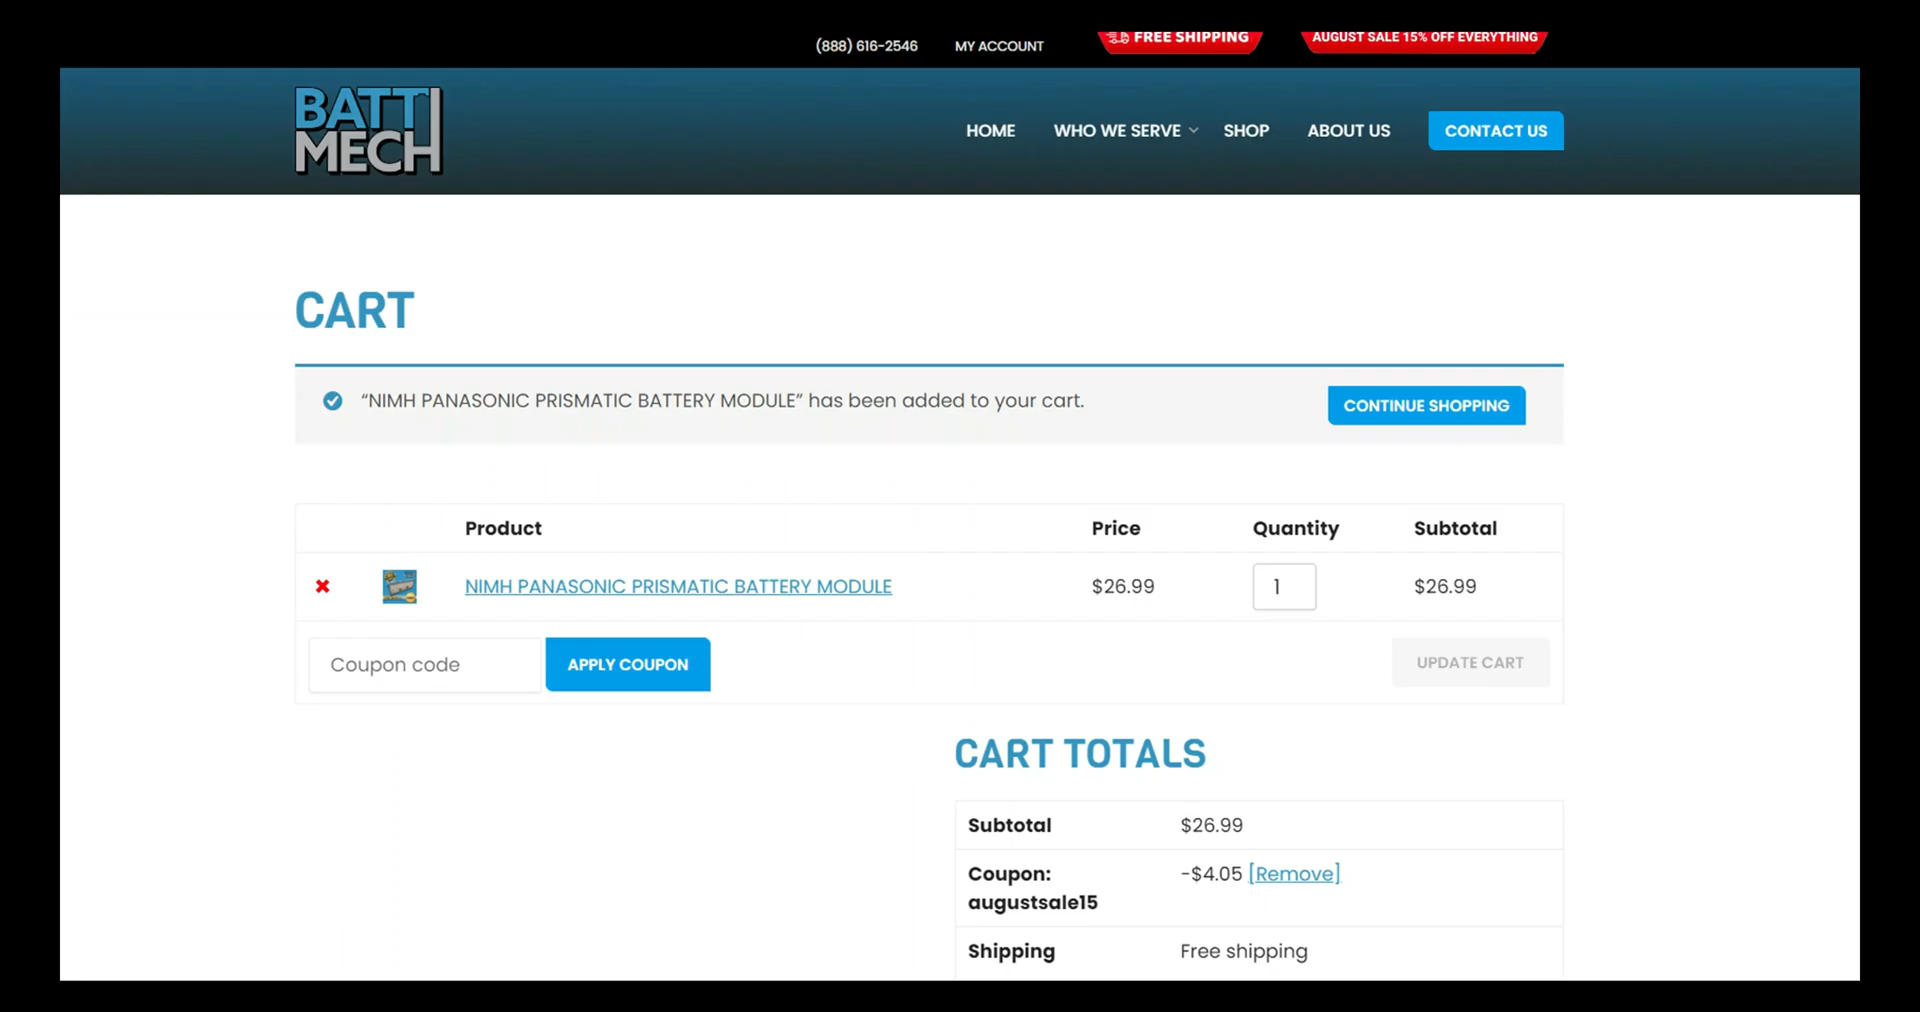 (888) 616-2546 MY ACCOUNT FREE SHIPPING AUGUST SALE 15% OFF EVERYTHING
BATT
MECH
HOME WHO WE SERVE SHOP ABOUT US CONTACT US
CART
“NIMH PANASONIC PRISMATIC BATTERY MODULE” has been added to your cart. CONTINUE SHOPPING
Product Price Quantity Subtotal
NIMH PANASONIC PRISMATIC BATTERY MODULE $26.99 1 $26.99
Coupon code APPLY COUPON UPDATE CART
CART TOTALS
Subtotal $26.99
Coupon: -$4.05 [Remove]
augustsale15
Shipping Free shipping